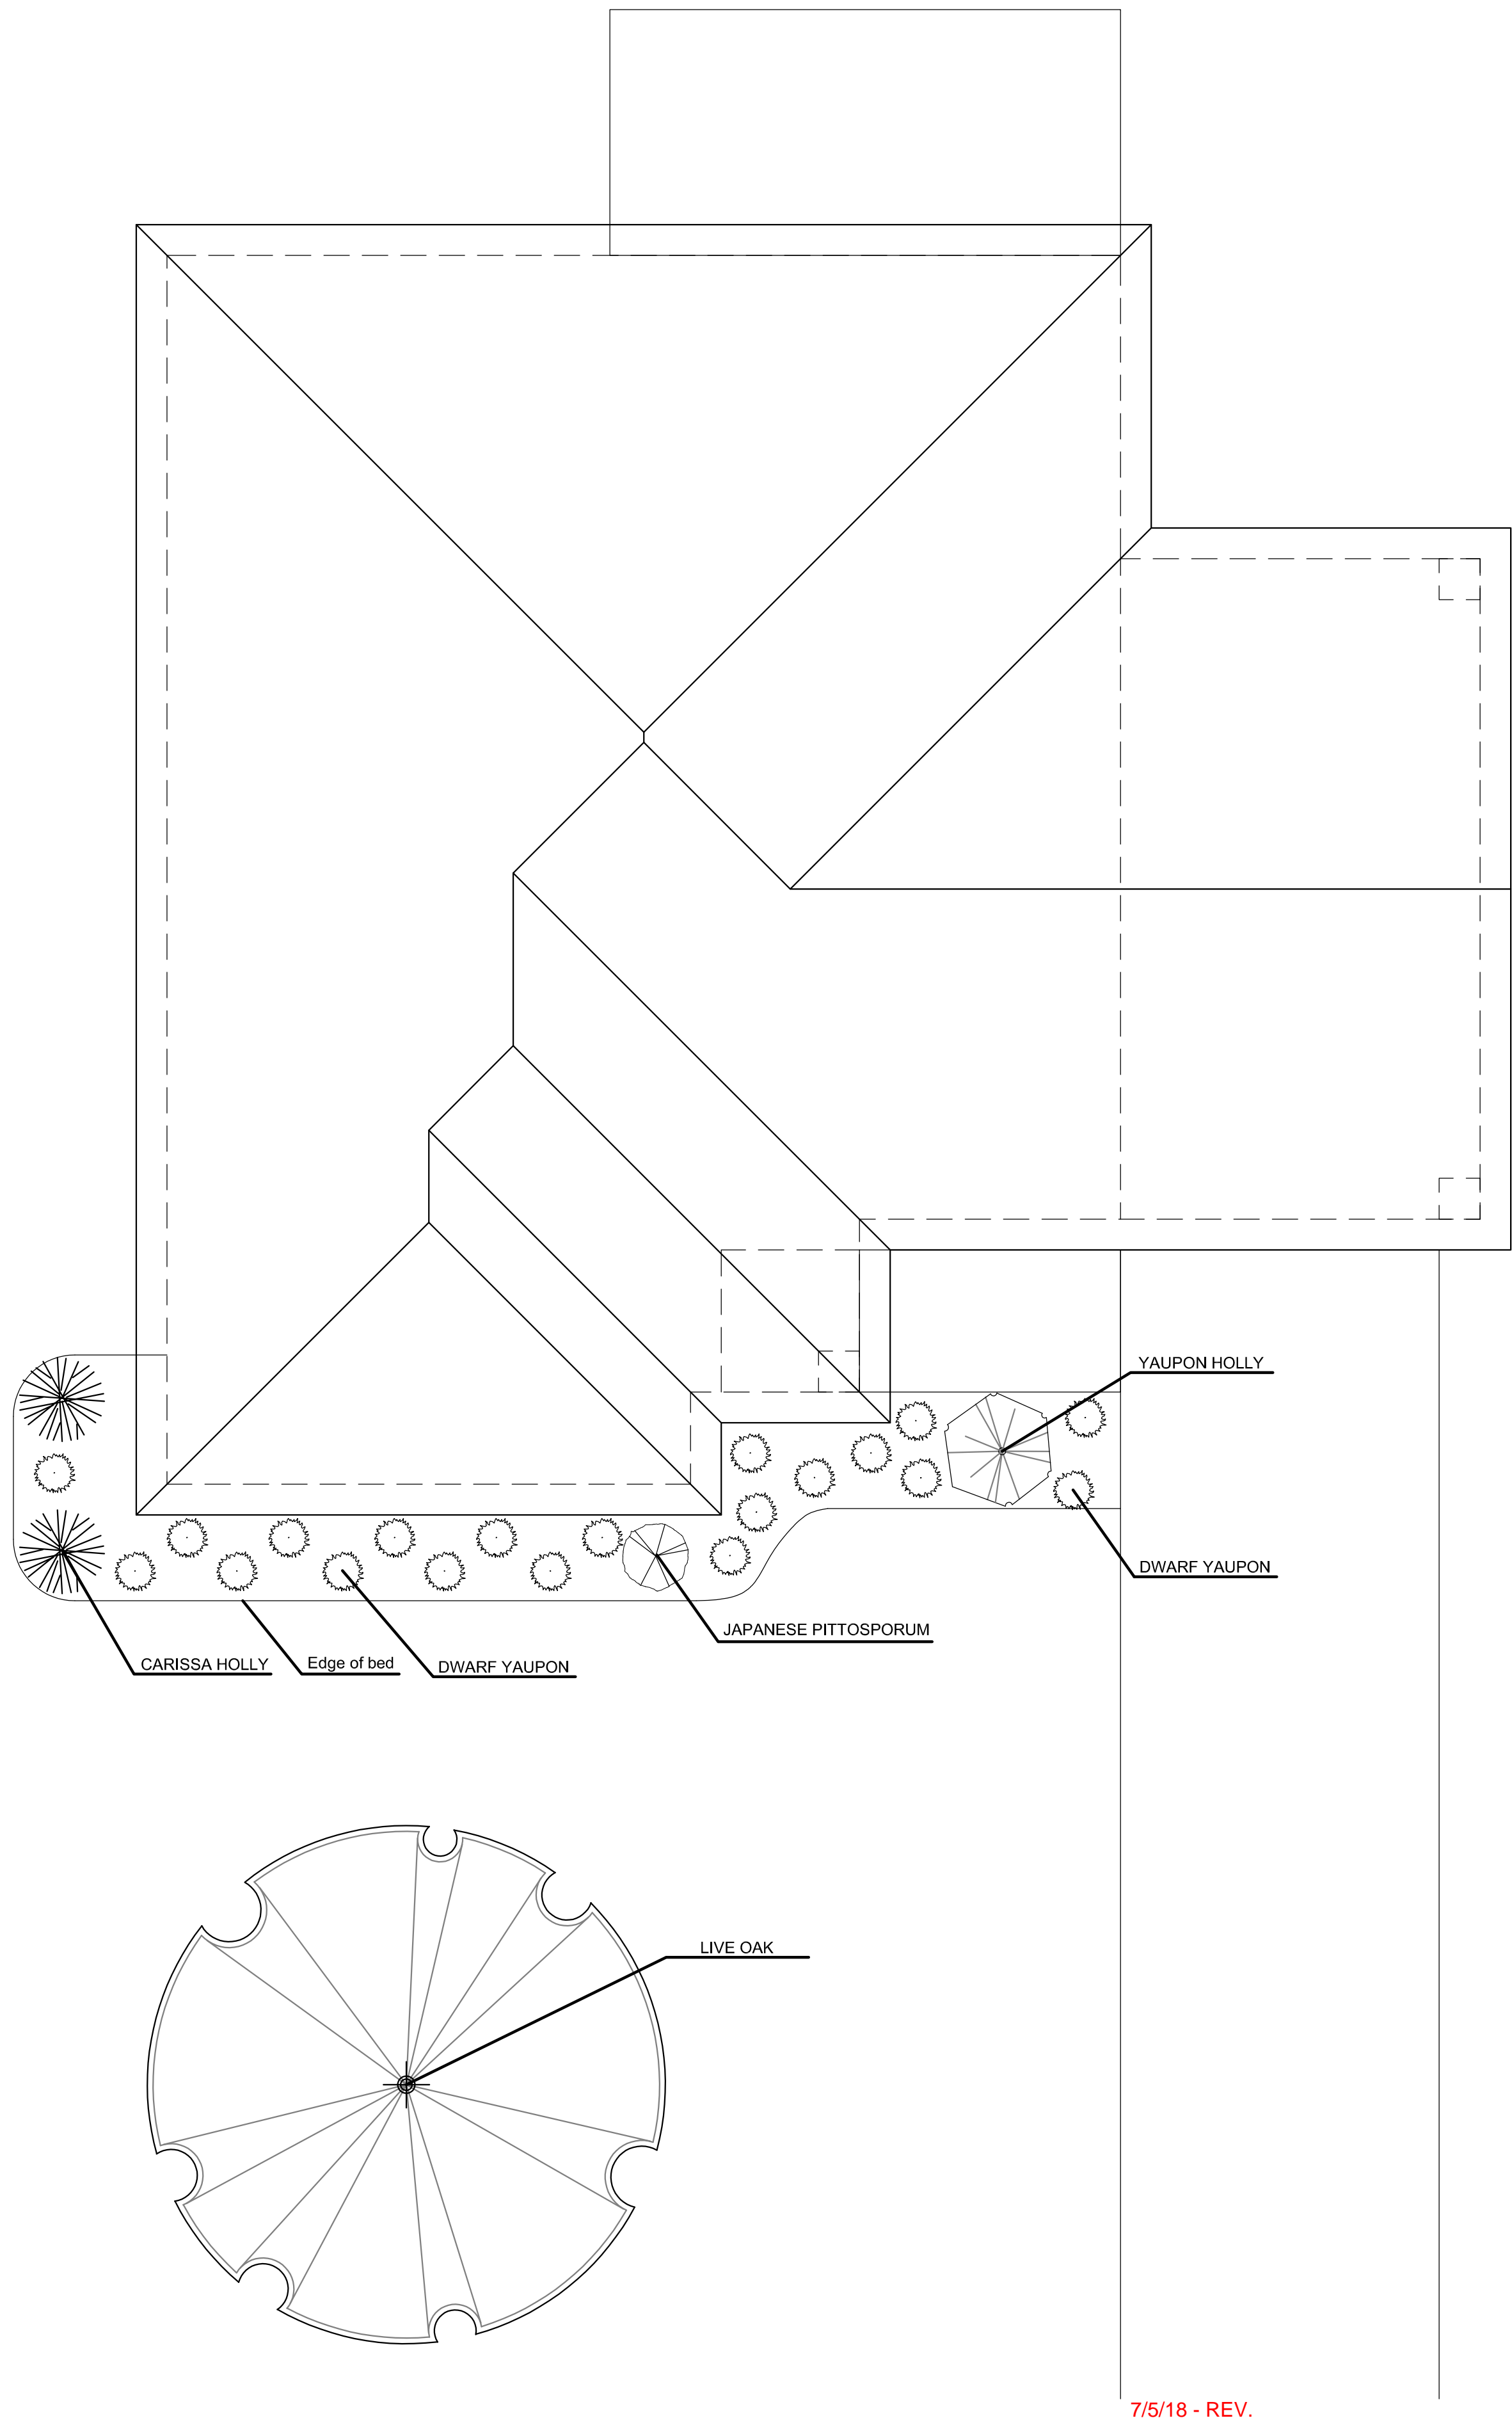 YAUPON HOLLY
DWARF YAUPON
JAPANESE PITTOSPORUM
CARISSA HOLLY
Edge of bed
DWARF YAUPON
LIVE OAK
7/5/18 - REV.